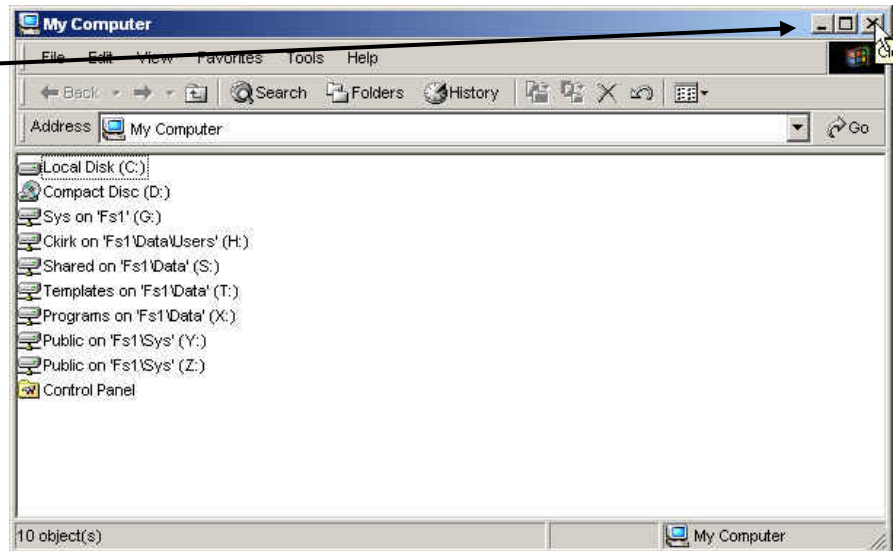 My Computer
File Edit View Favorites Tools Help
Back Search Folders History
Address My Computer Go
Local Disk (C:)
Compact Disc (D:)
Sys on 'Fs1' (G:)
Ckirk on 'Fs1\Data\Users' (H:)
Shared on 'Fs1\Data' (S:)
Templates on 'Fs1\Data' (T:)
Programs on 'Fs1\Data' (X:)
Public on 'Fs1\Sys' (Y:)
Public on 'Fs1\Sys' (Z:)
Control Panel
10 object(s) My Computer